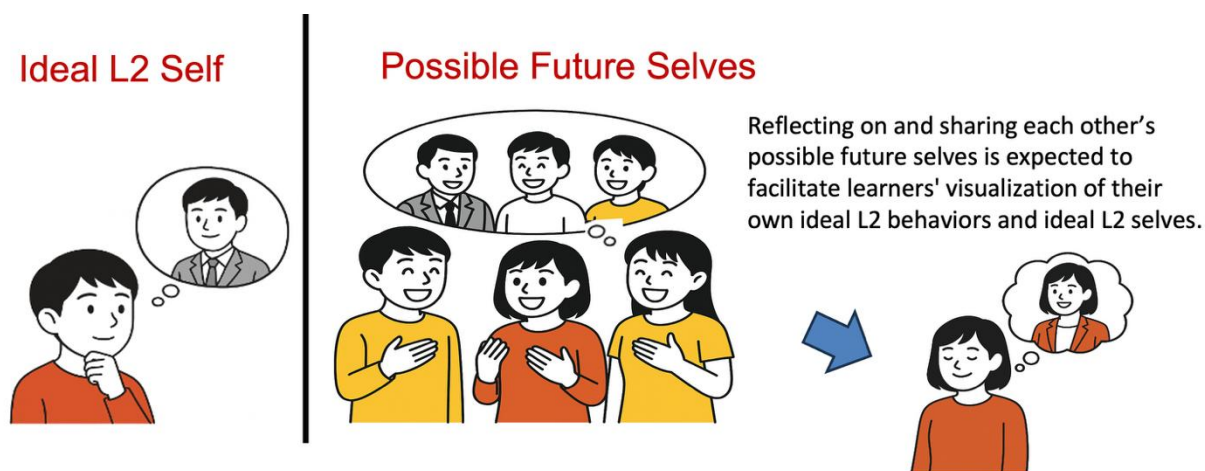 Ideal L2 Self
Possible Future Selves
Reflecting on and sharing each other’s
possible future selves is expected to
facilitate learners' visualization of their
own ideal L2 behaviors and ideal L2 selves.